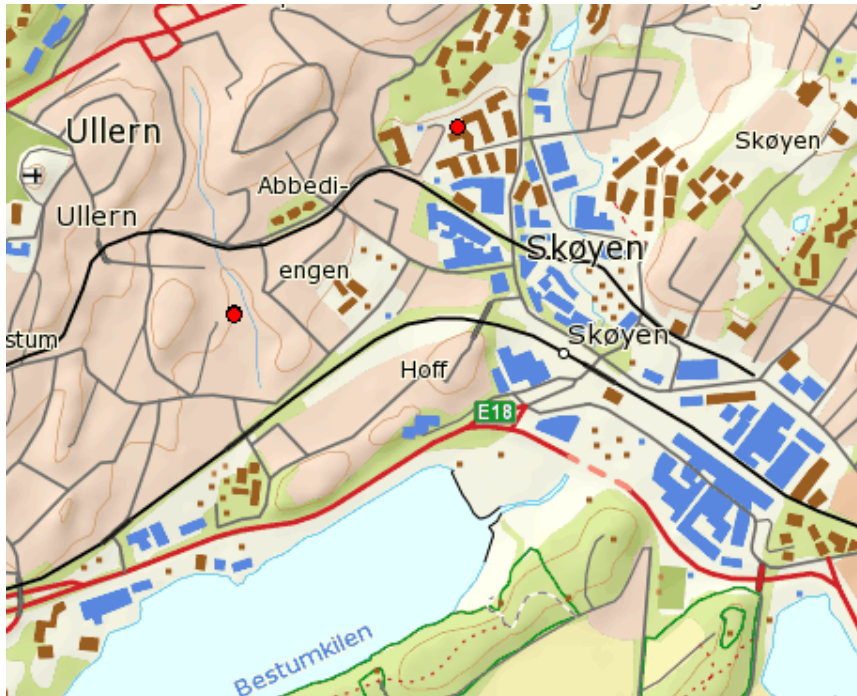 Ullern
Skøyen
Abbedi-
Ullern
Skøyen
engen
stum
Skøyen
Hoff
E18
Bestumkilen